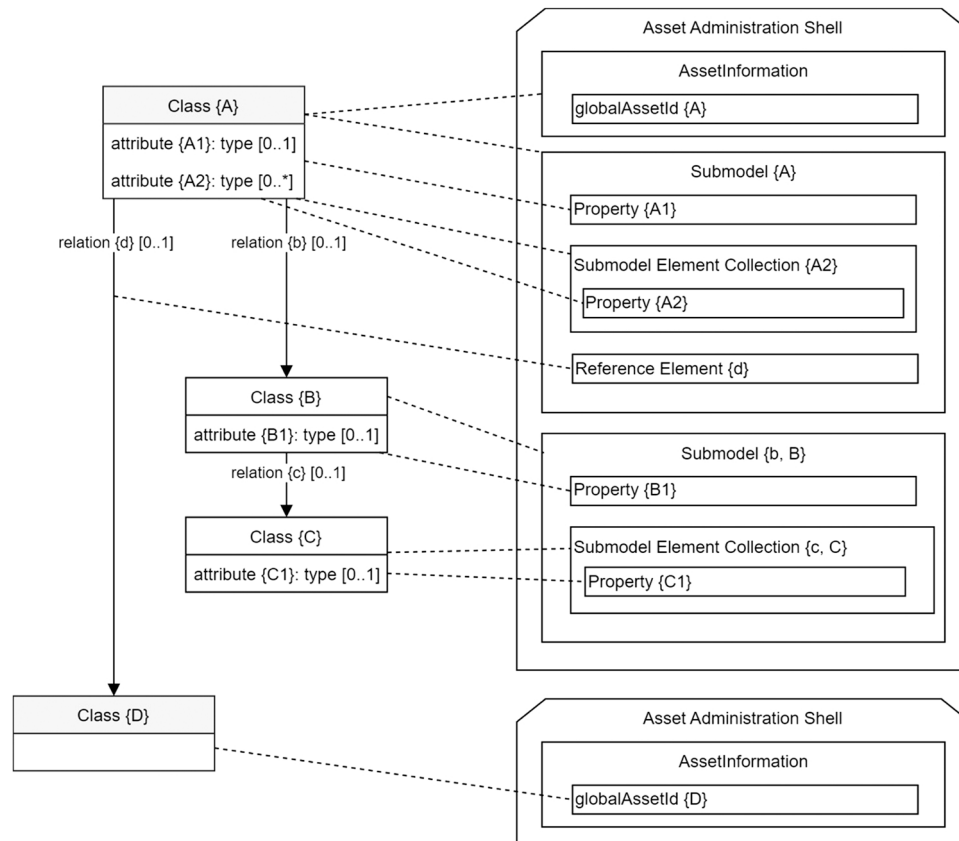 Class {A}
attribute {A1}: type [0..1]
attribute {A2}: type [0..*]
relation {d} [0..1]
relation {b} [0..1]
Class {B}
attribute {B1}: type [0..1]
relation {c} [0..1]
Class {C}
attribute {C1}: type [0..1]
Class {D}
Asset Administration Shell
AssetInformation
globalAssetId {A}
Submodel {A}
Property {A1}
Submodel Element Collection {A2}
Property {A2}
Reference Element {d}
Submodel {b, B}
Property {B1}
Submodel Element Collection {c, C}
Property {C1}
Asset Administration Shell
AssetInformation
globalAssetId {D}